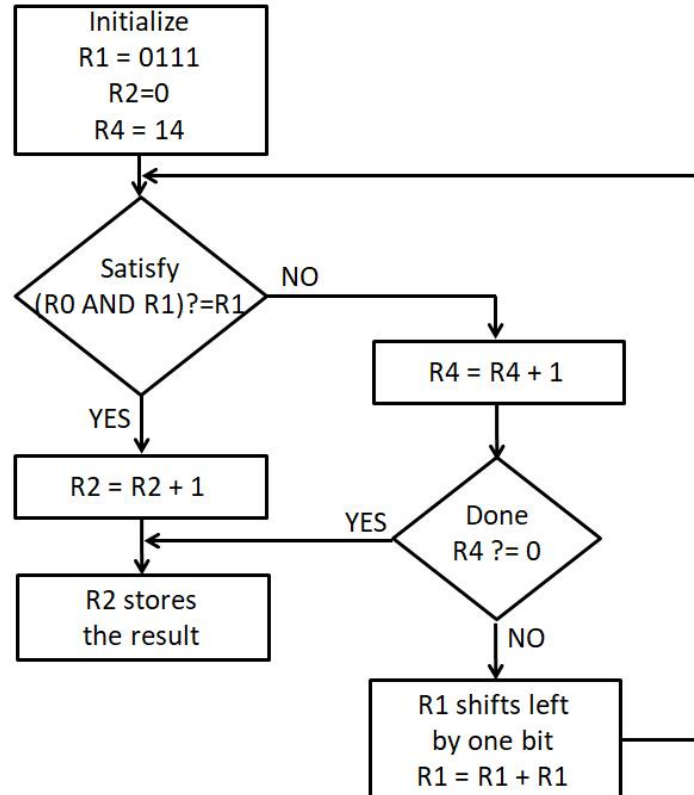 Initialize
R1 = 0111
R2=0
R4 = 14
Satisfy
(R0 AND R1)?=R1
NO
R4 = R4 + 1
YES
R2 = R2 + 1
YES
Done
R4 ?= 0
R2 stores
the result
NO
R1 shifts left
by one bit
R1 = R1 + R1